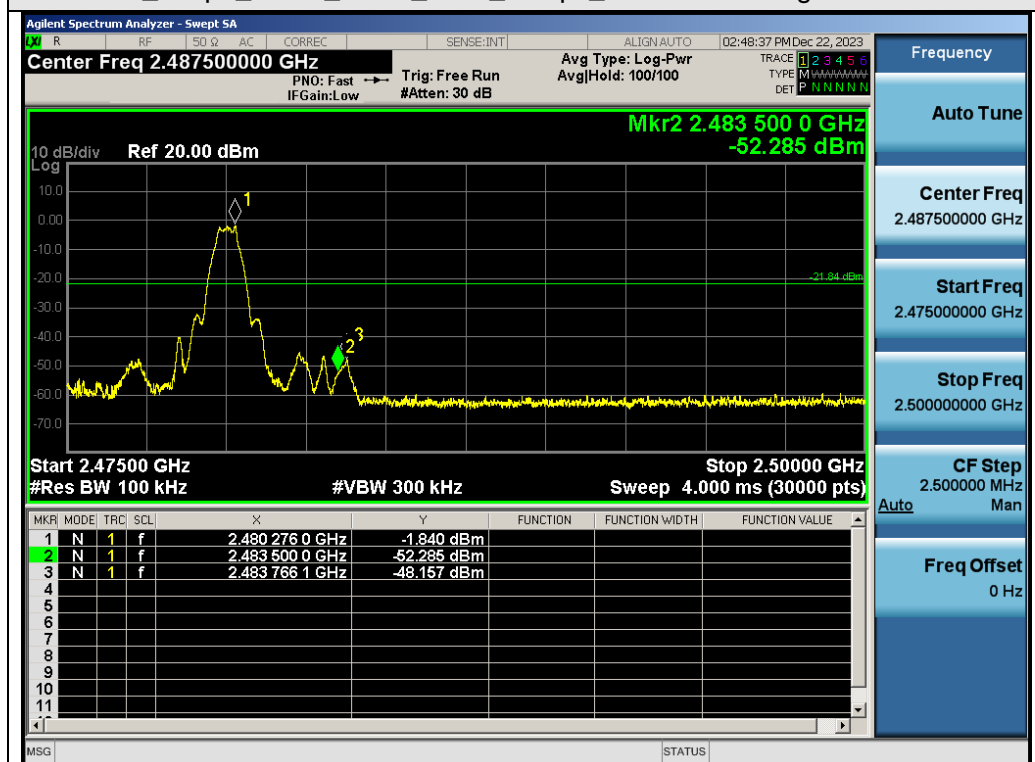 Agilent Spectrum Analyzer - Swept SA
LXI R RF 50 Ω AC CORREC SENSE:INT ALIGN AUTO 02:48:37 PM Dec 22, 2023
Center Freq 2.487500000 GHz
PNO: Fast
IFGain:Low
Trig: Free Run
#Atten: 30 dB
Avg Type: Log-Pwr
Avg|Hold: 100/100
TRACE 1 2 3 4 5 6
TYPE M
DET P N N N N N
Mkr2 2.483 500 0 GHz
-52.285 dBm
10 dB/div Ref 20.00 dBm
Log
10.0
0.00
-10.0
-20.0
-30.0
-40.0
-50.0
-60.0
-70.0
1
-21.84 dBm
3
2
Start 2.47500 GHz Stop 2.50000 GHz
#Res BW 100 kHz #VBW 300 kHz Sweep 4.000 ms (30000 pts)
MKR MODE TRC SCL X Y FUNCTION FUNCTION WIDTH FUNCTION VALUE
1 N 1 f 2.480 276 0 GHz -1.840 dBm
2 N 1 f 2.483 500 0 GHz -52.285 dBm
3 N 1 f 2.483 766 1 GHz -48.157 dBm
4
5
6
7
8
9
10
11
MSG STATUS
Frequency
Auto Tune
Center Freq
2.487500000 GHz
Start Freq
2.475000000 GHz
Stop Freq
2.500000000 GHz
CF Step
2.500000 MHz
Auto Man
Freq Offset
0 Hz